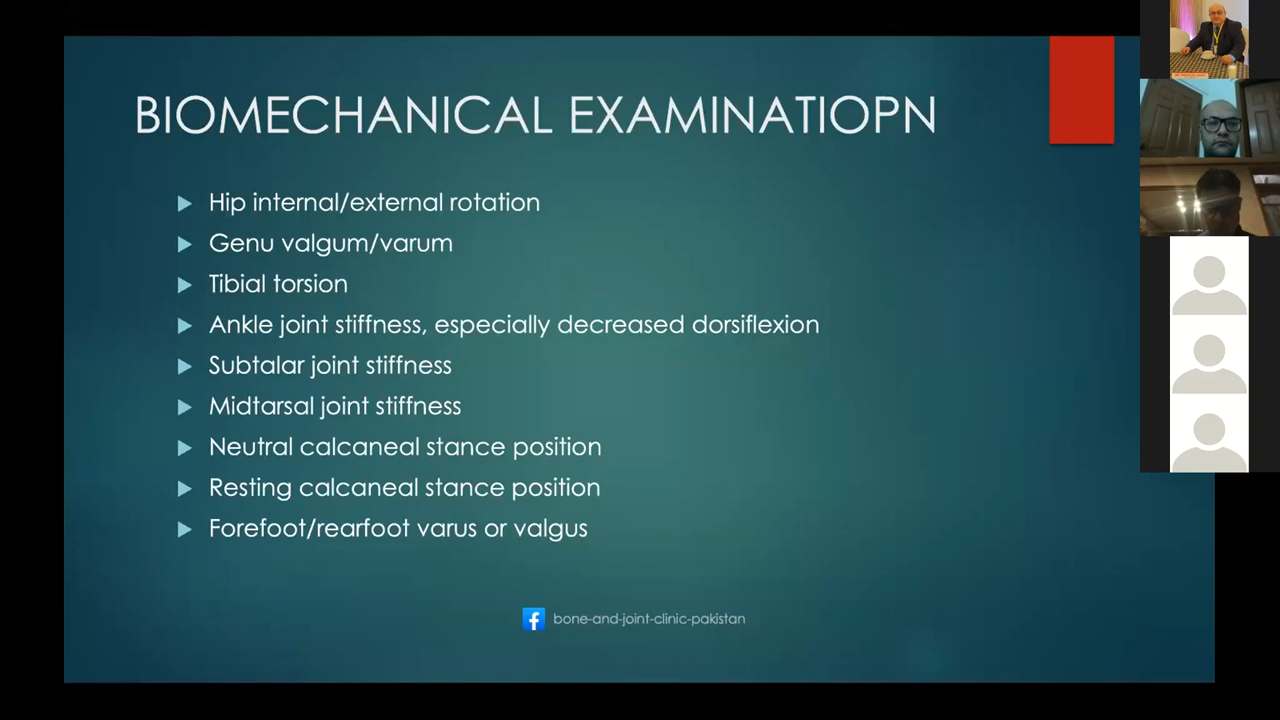 BIOMECHANICAL EXAMINATIOPN
Hip internal/external rotation
Genu valgum/varum
Tibial torsion
Ankle joint stiffness, especially decreased dorsiflexion
Subtalar joint stiffness
Midtarsal joint stiffness
Neutral calcaneal stance position
Resting calcaneal stance position
Forefoot/rearfoot varus or valgus
bone-and-joint-clinic-pakistan